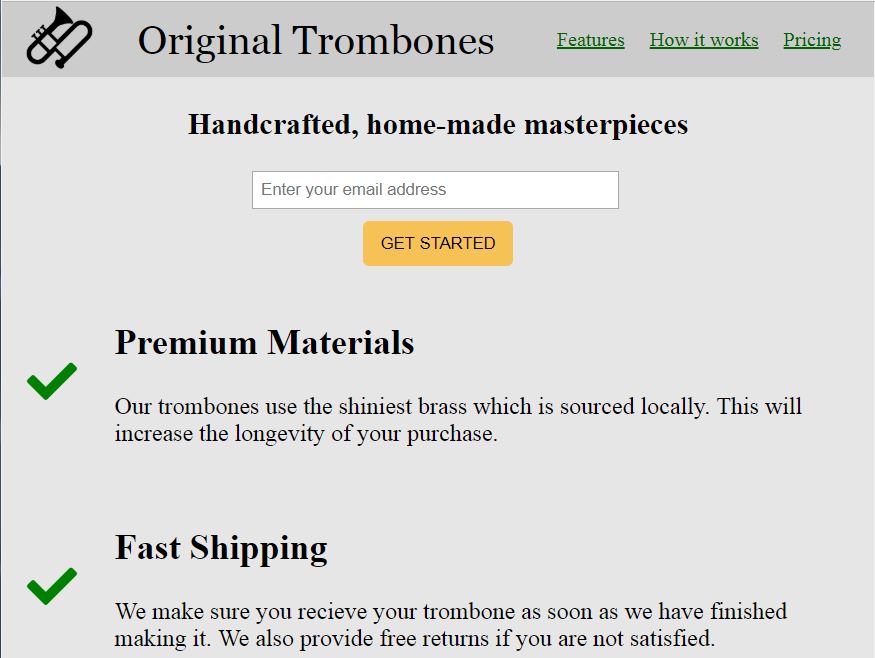 Original Trombones
Features How it works Pricing
Handcrafted, home-made masterpieces
Enter your email address
GET STARTED
Premium Materials
Our trombones use the shiniest brass which is sourced locally. This will
increase the longevity of your purchase.
Fast Shipping
We make sure you recieve your trombone as soon as we have finished
making it. We also provide free returns if you are not satisfied.